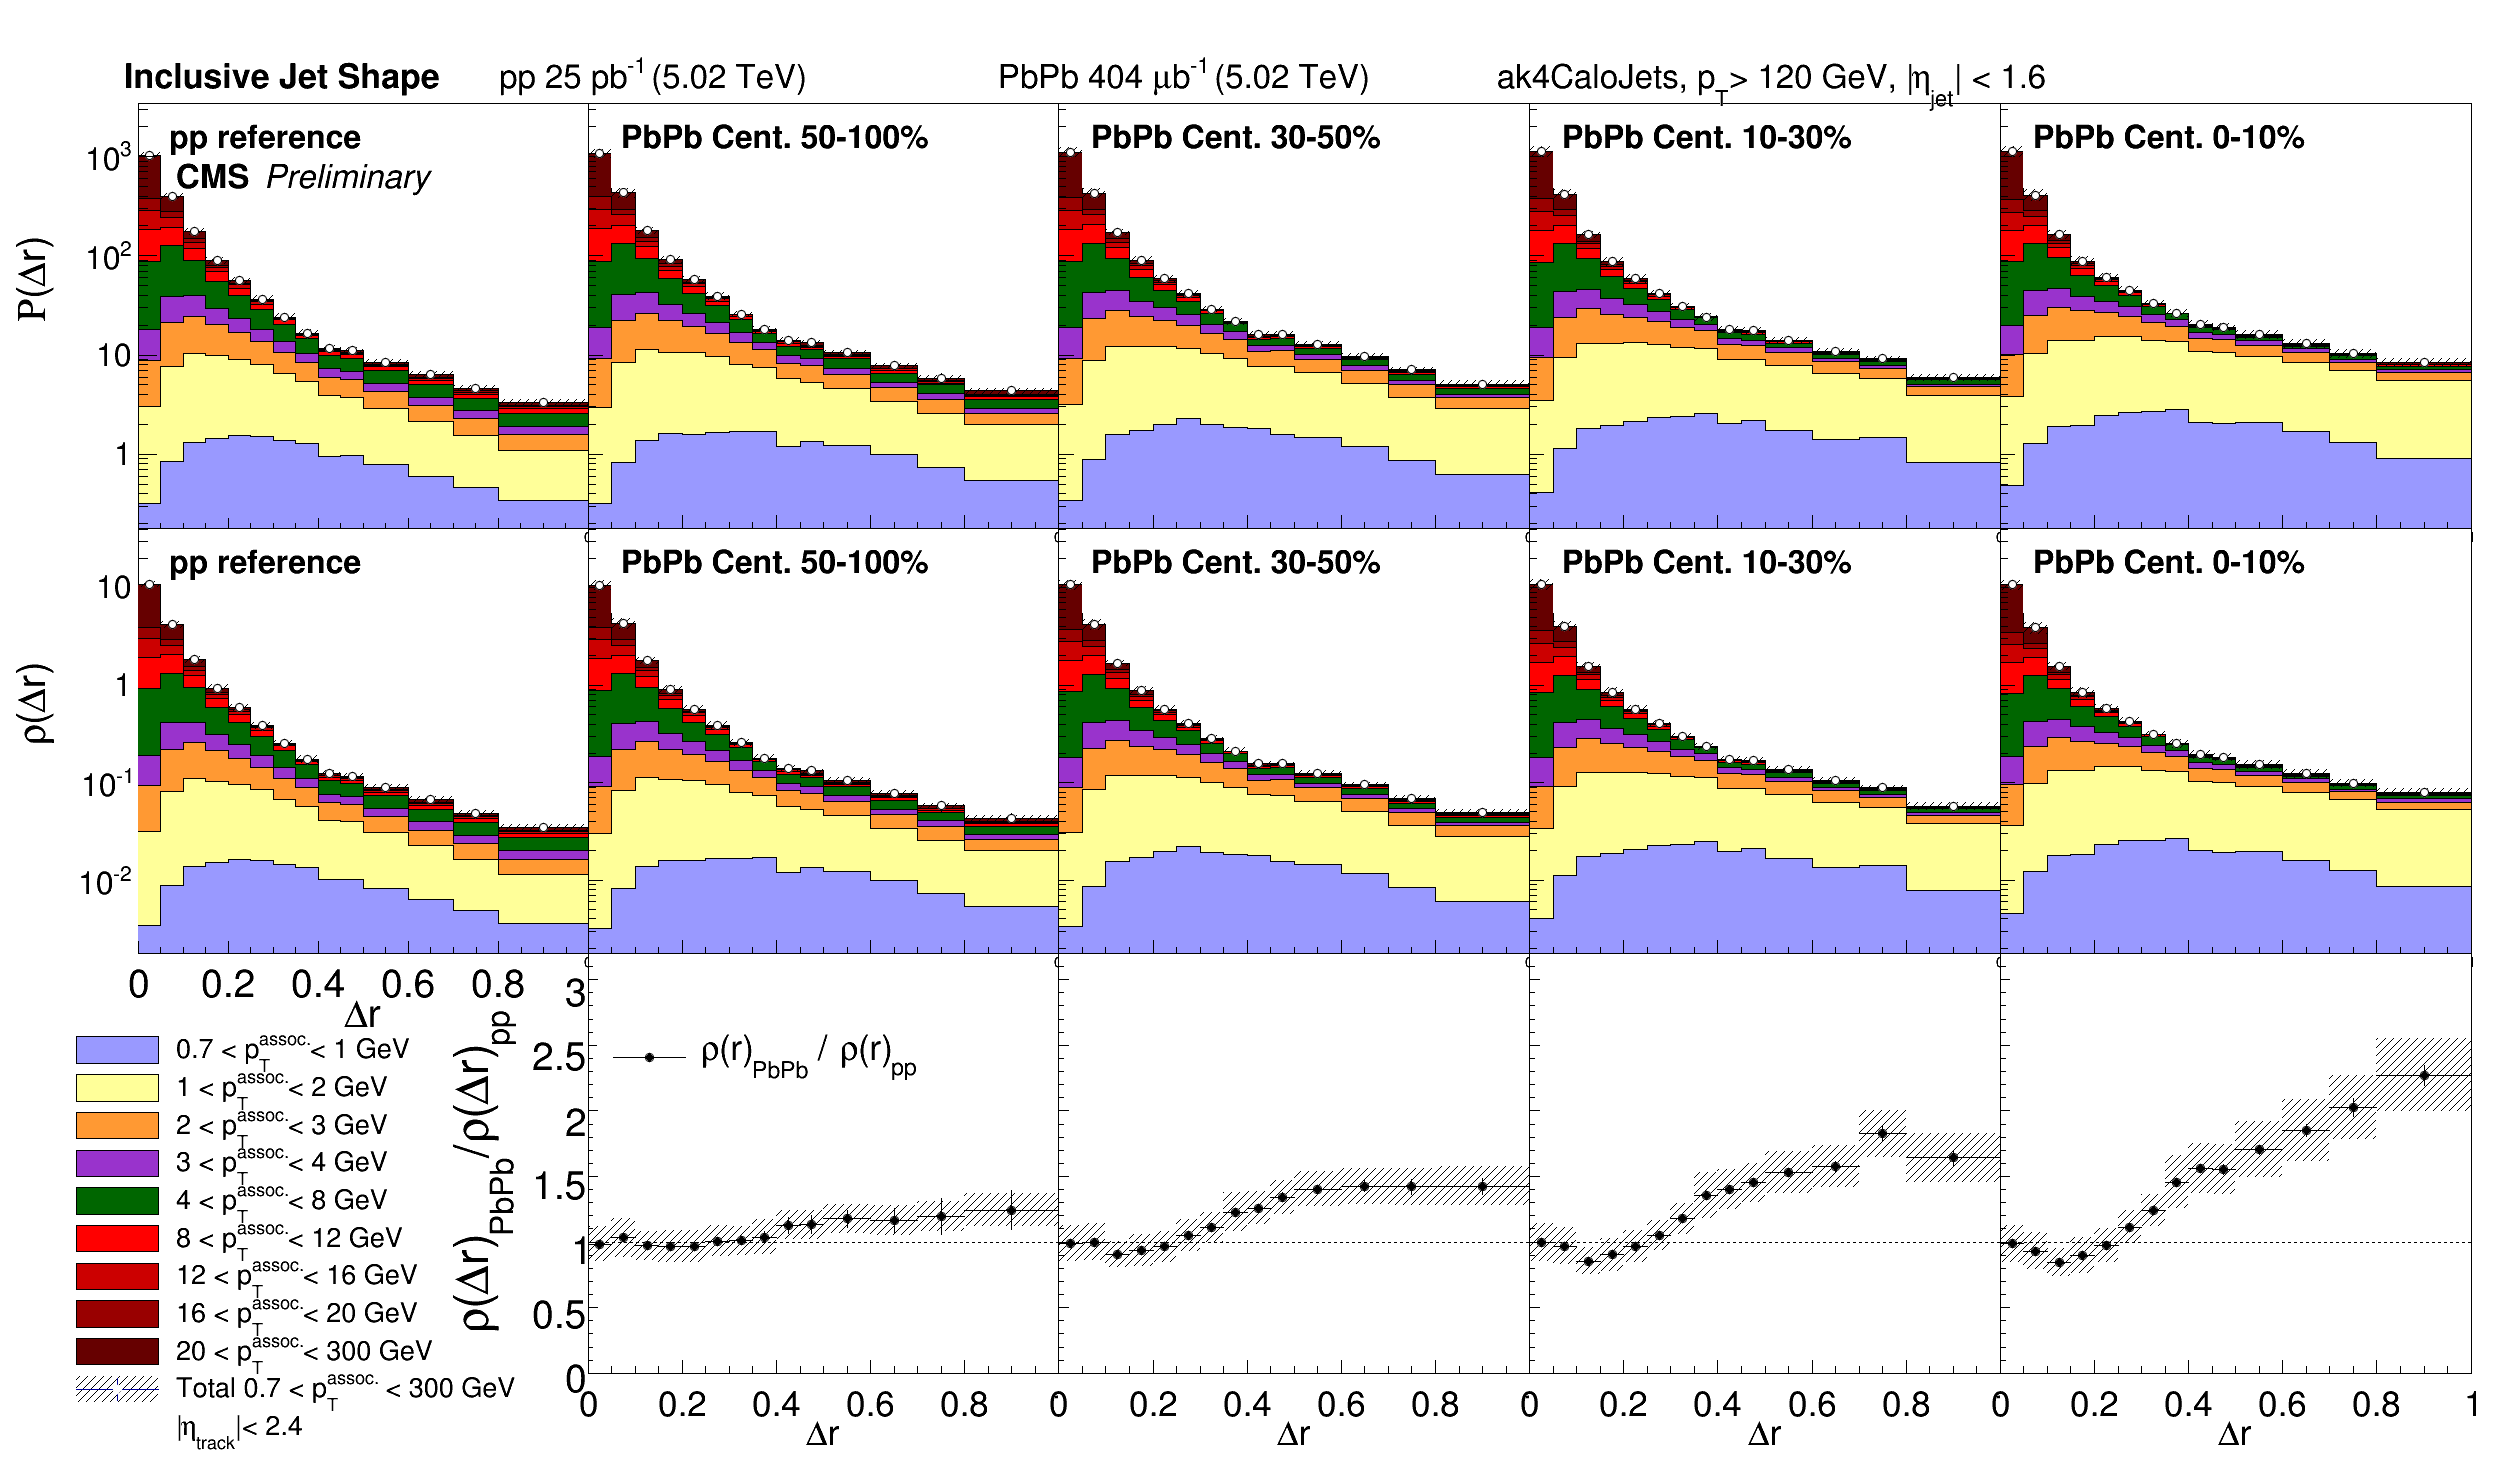 Inclusive Jet Shape pp 25 pb-1 (5.02 TeV) PbPb 404 μb-1 (5.02 TeV) ak4CaloJets, pT> 120 GeV, |ηjet| < 1.6
pp reference PbPb Cent. 50-100% PbPb Cent. 30-50% PbPb Cent. 10-30% PbPb Cent. 0-10%
CMS Preliminary
P(Δr)
10^3
10^2
10
1
pp reference PbPb Cent. 50-100% PbPb Cent. 30-50% PbPb Cent. 10-30% PbPb Cent. 0-10%
ρ(Δr)
10
1
10^-1
10^-2
0 0.2 0.4 0.6 0.8
Δr
0.7 < pTassoc.< 1 GeV
1 < pTassoc.< 2 GeV
2 < pTassoc.< 3 GeV
3 < pTassoc.< 4 GeV
4 < pTassoc.< 8 GeV
8 < pTassoc.< 12 GeV
12 < pTassoc.< 16 GeV
16 < pTassoc.< 20 GeV
20 < pTassoc.< 300 GeV
Total 0.7 < pTassoc. < 300 GeV
|ηtrack|< 2.4
ρ(Δr)PbPb/ρ(Δr)pp
3
2.5
2
1.5
1
0.5
0
ρ(r)PbPb / ρ(r)pp
0 0.2 0.4 0.6 0.8 0 0.2 0.4 0.6 0.8 0 0.2 0.4 0.6 0.8 0 0.2 0.4 0.6 0.8 1
Δr Δr Δr Δr